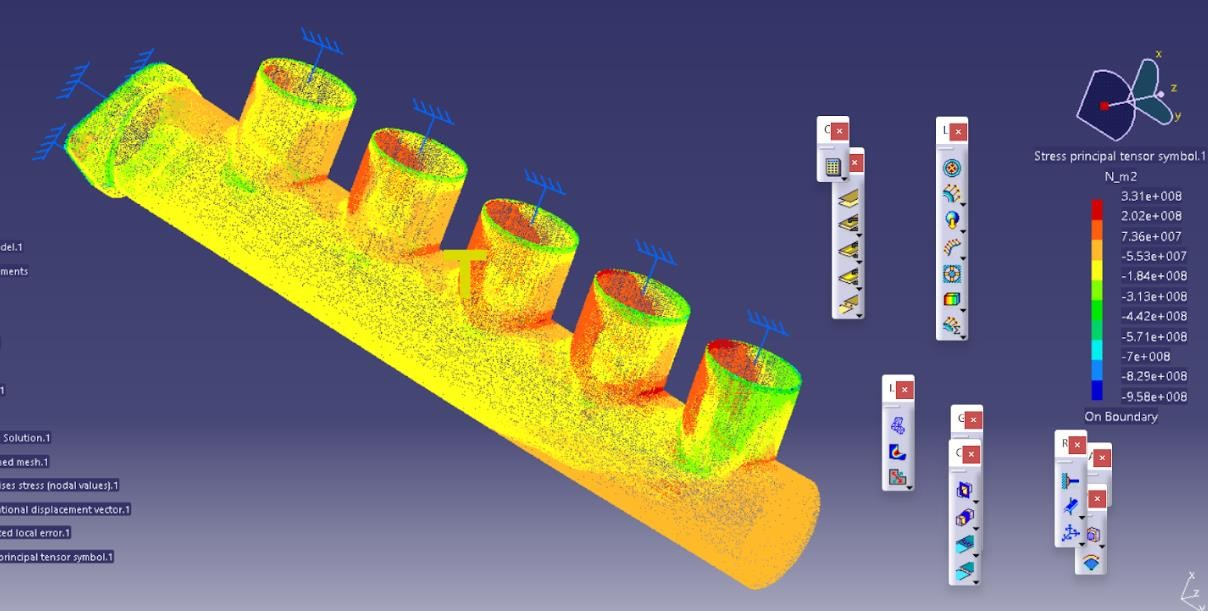 del.1
ments
1
Solution.1
ned mesh.1
ises stress (nodal values).1
ational displacement vector.1
ted local error.1
principal tensor symbol.1
T
C
L
L
G
C
R
x
z
y
Stress principal tensor symbol.1
N_m2
3.31e+008
2.02e+008
7.36e+007
-5.53e+007
-1.84e+008
-3.13e+008
-4.42e+008
-5.71e+008
-7e+008
-8.29e+008
-9.58e+008
On Boundary
x
z
y